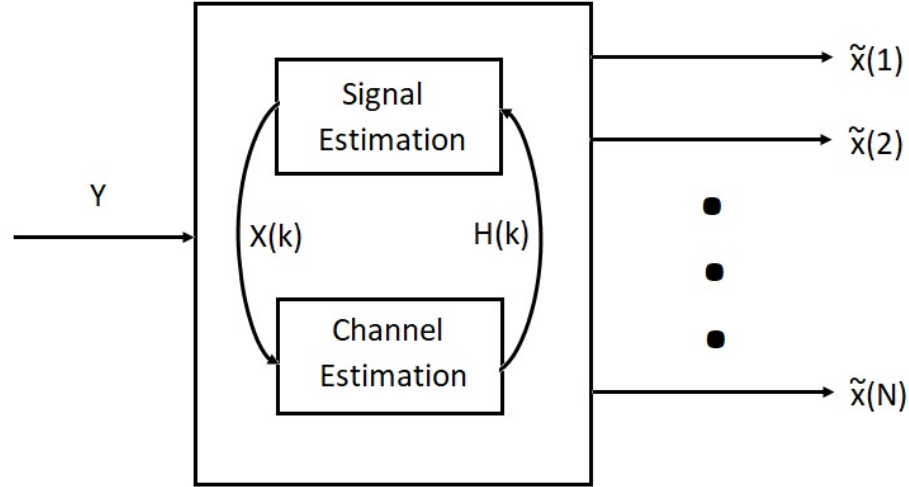 Y
Signal
Estimation
X(k)
H(k)
Channel
Estimation
x̃(1)
x̃(2)
x̃(N)